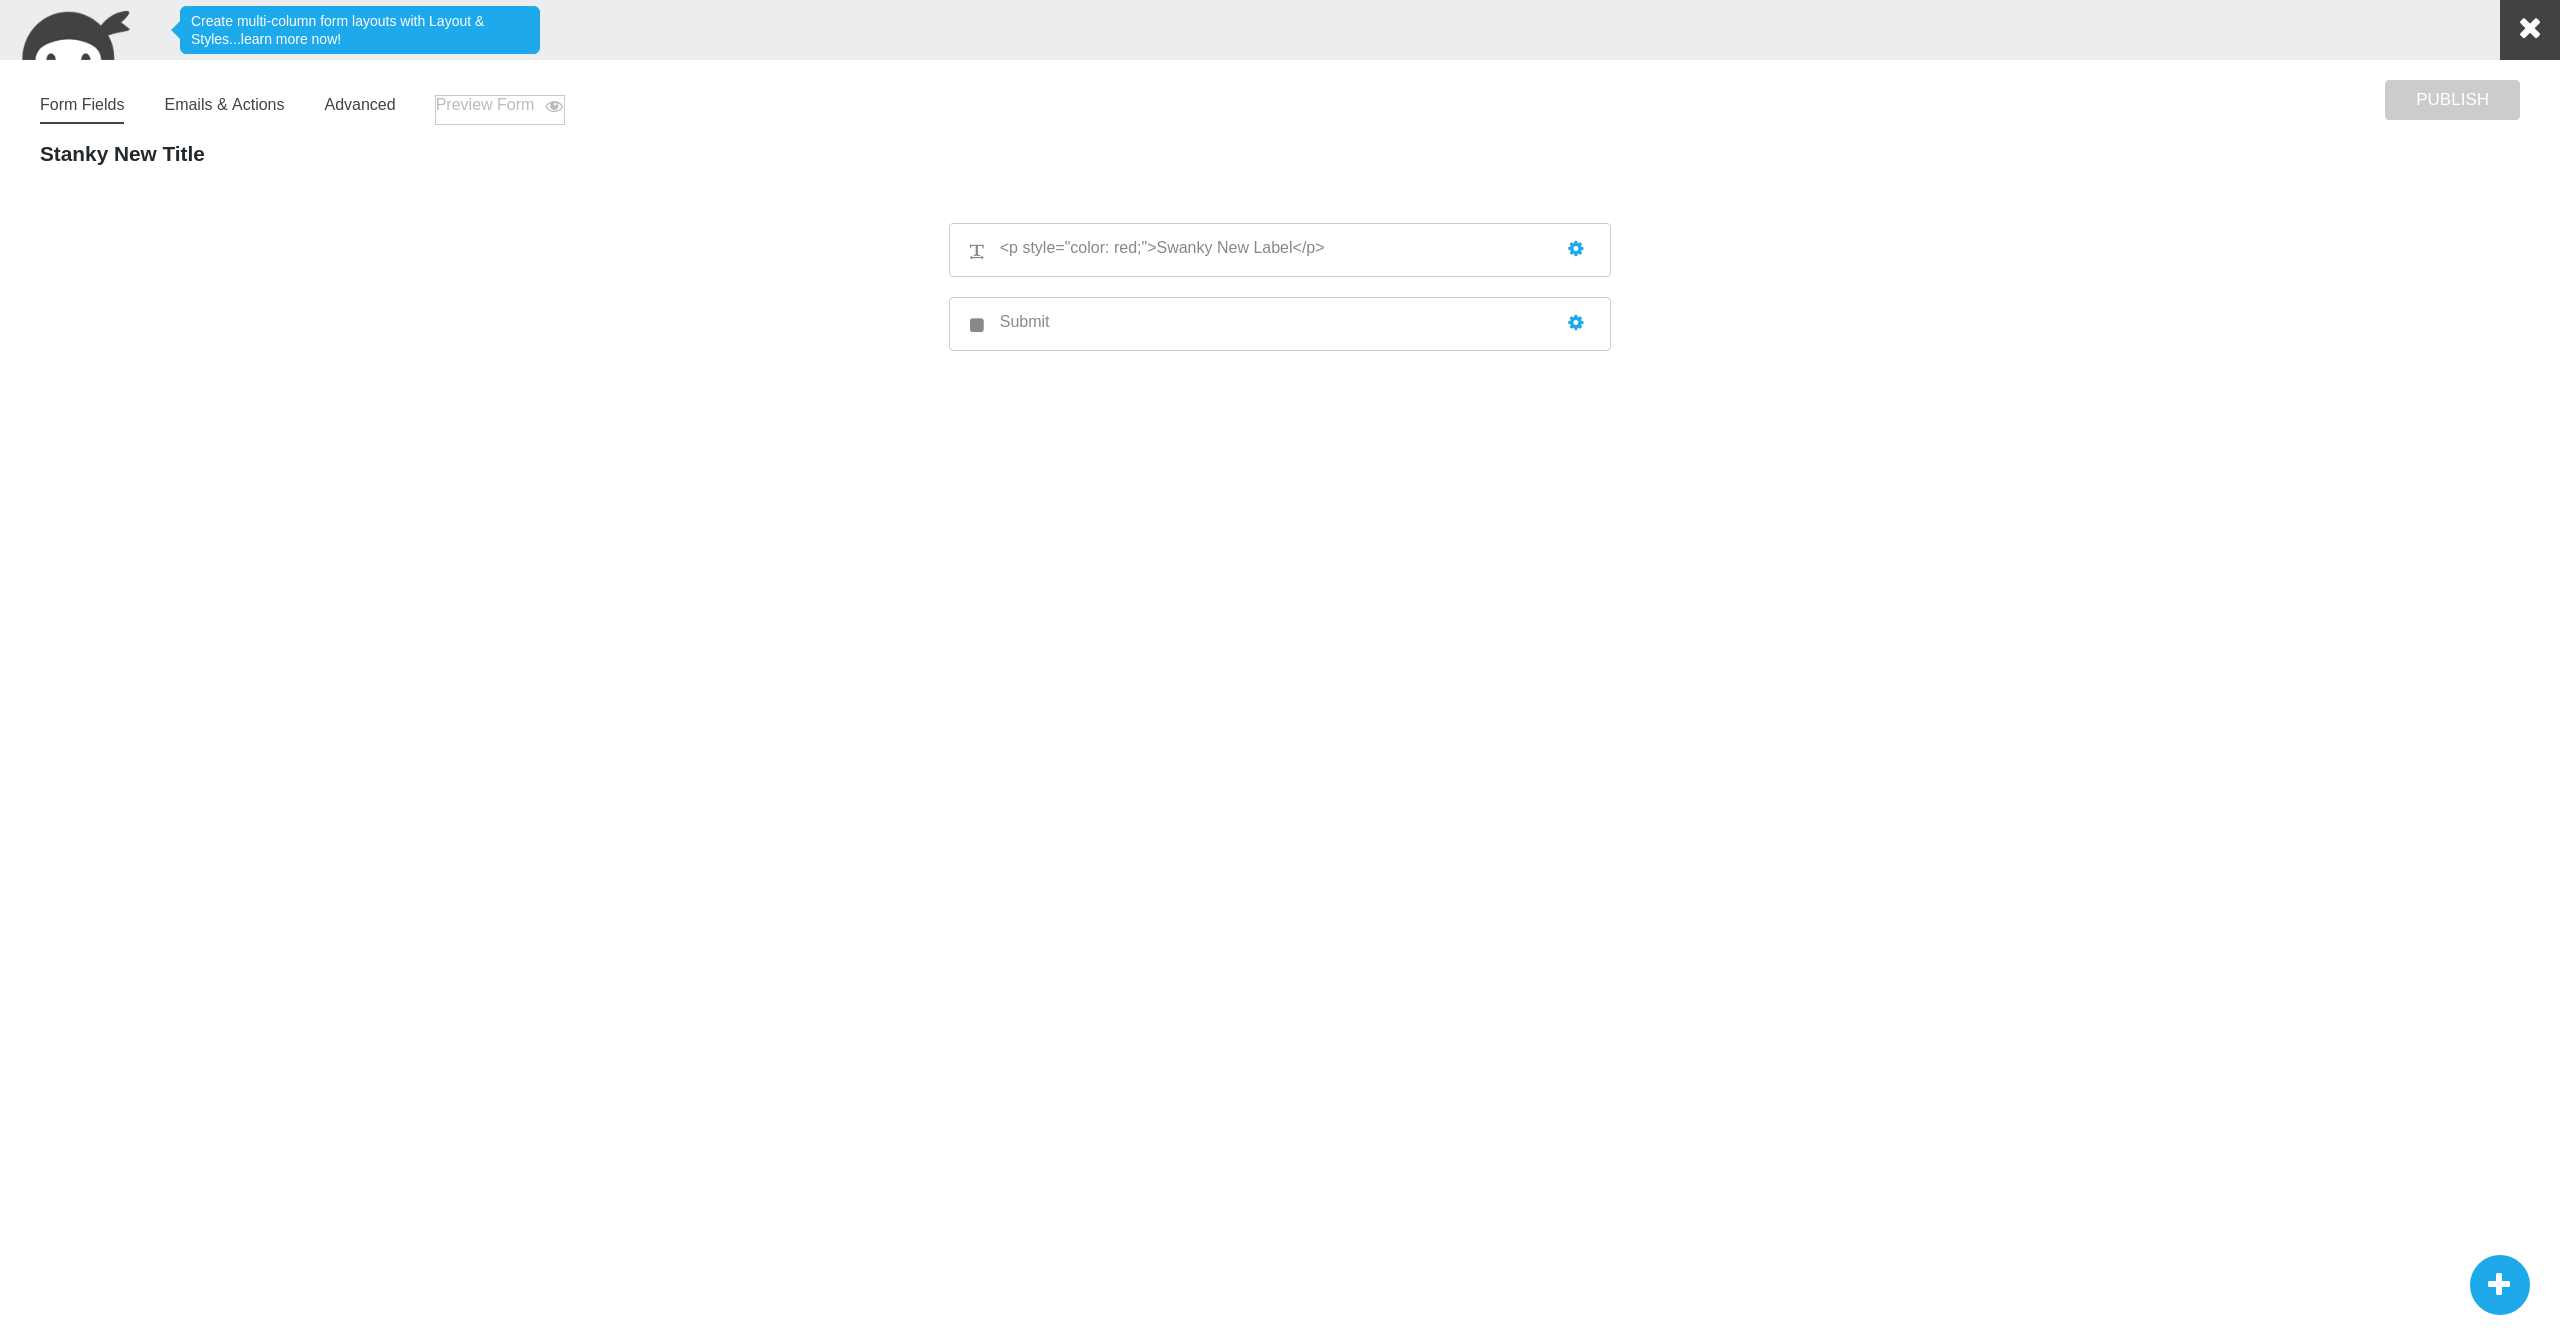 Create multi-column form layouts with Layout &
Styles...learn more now!
Form Fields
Emails & Actions
Advanced
Preview Form
PUBLISH
Stanky New Title
<p style="color: red;">Swanky New Label</p>
Submit